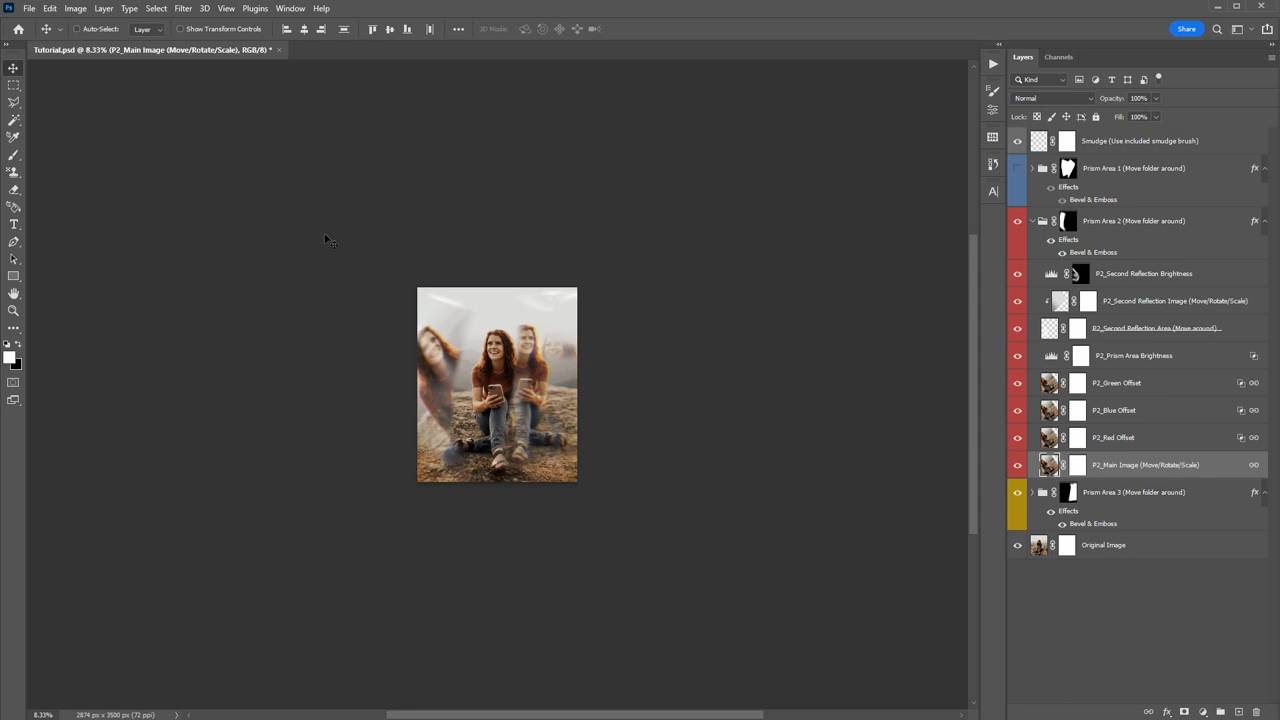 Ps File Edit Image Layer Type Select Filter 3D View Plugins Window Help
Auto-Select: Layer Show Transform Controls 3D Mode: Share
Tutorial.psd @ 8.33% (P2_Main Image (Move/Rotate/Scale), RGB/8) * ×
Layers Channels
Kind
Normal Opacity: 100%
Lock: Fill: 100%
Smudge (Use included smudge brush)
Prism Area 1 (Move folder around) fx
Effects
Bevel & Emboss
Prism Area 2 (Move folder around) fx
Effects
Bevel & Emboss
P2_Second Reflection Brightness
P2_Second Reflection Image (Move/Rotate/Scale)
P2_Second Reflection Area (Move around)...
P2_Prism Area Brightness
P2_Green Offset
P2_Blue Offset
P2_Red Offset
P2_Main Image (Move/Rotate/Scale)
Prism Area 3 (Move folder around) fx
Effects
Bevel & Emboss
Original Image
8.33% 2874 px x 3500 px (72 ppi) fx